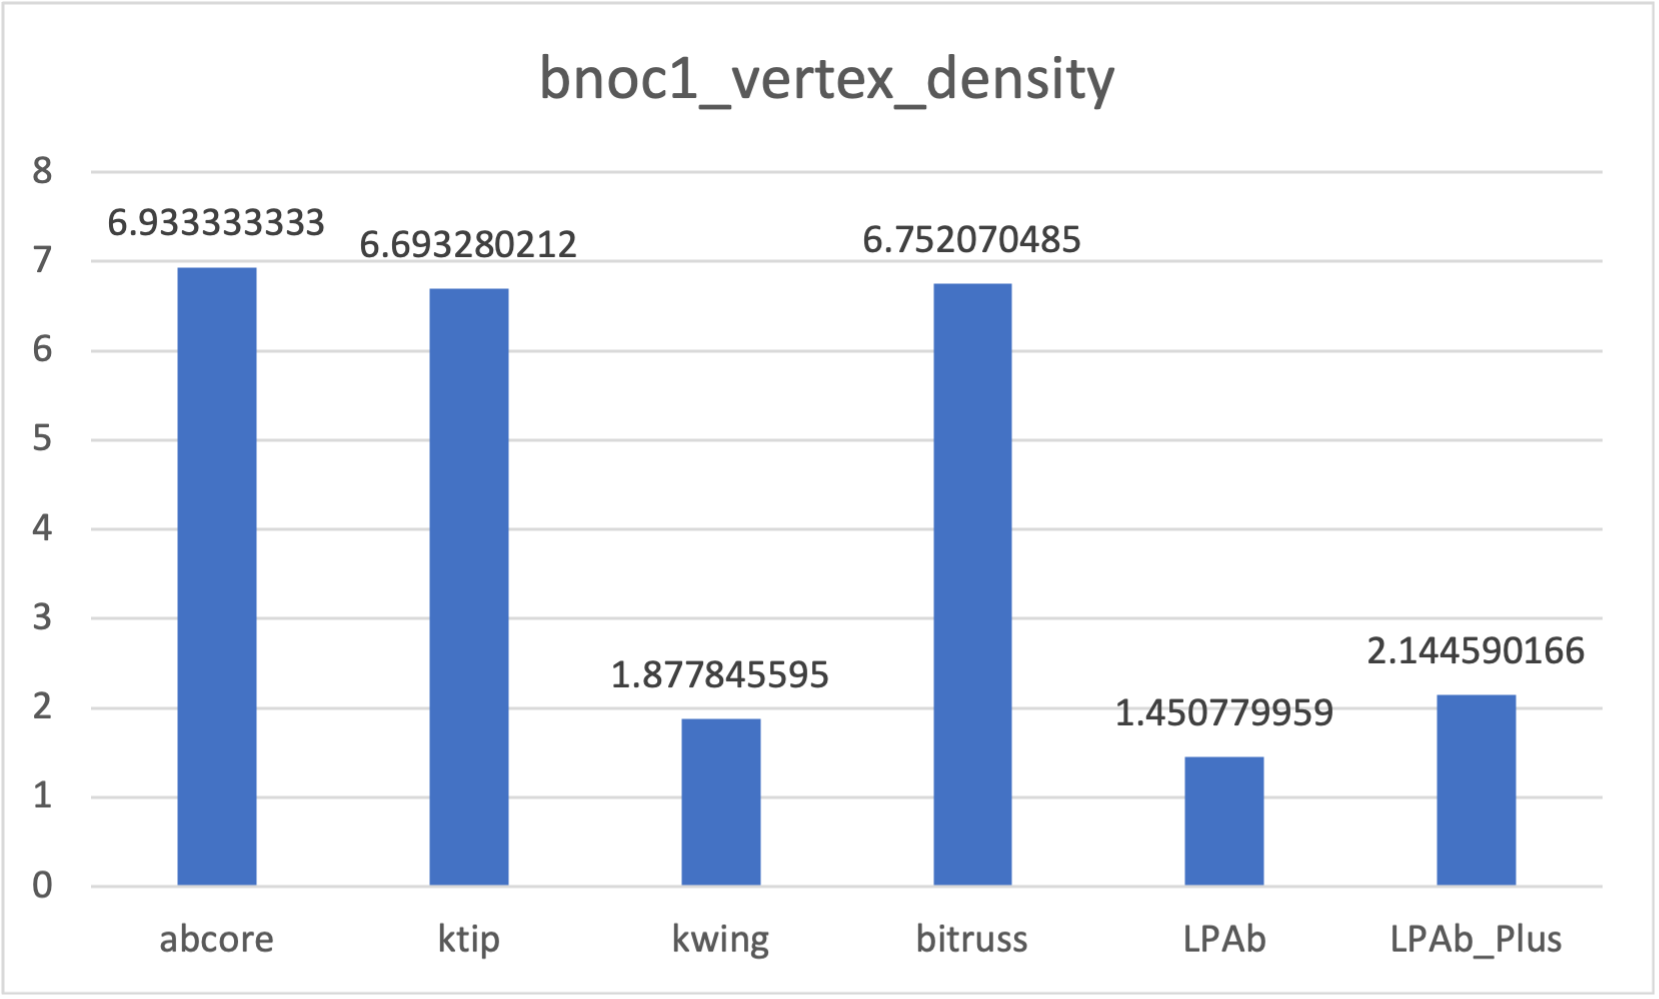 bnoc1_vertex_density
8
7
6
5
4
3
2
1
0
6.933333333
6.693280212
1.877845595
6.752070485
1.450779959
2.144590166
abcore
ktip
kwing
bitruss
LPAb
LPAb_Plus